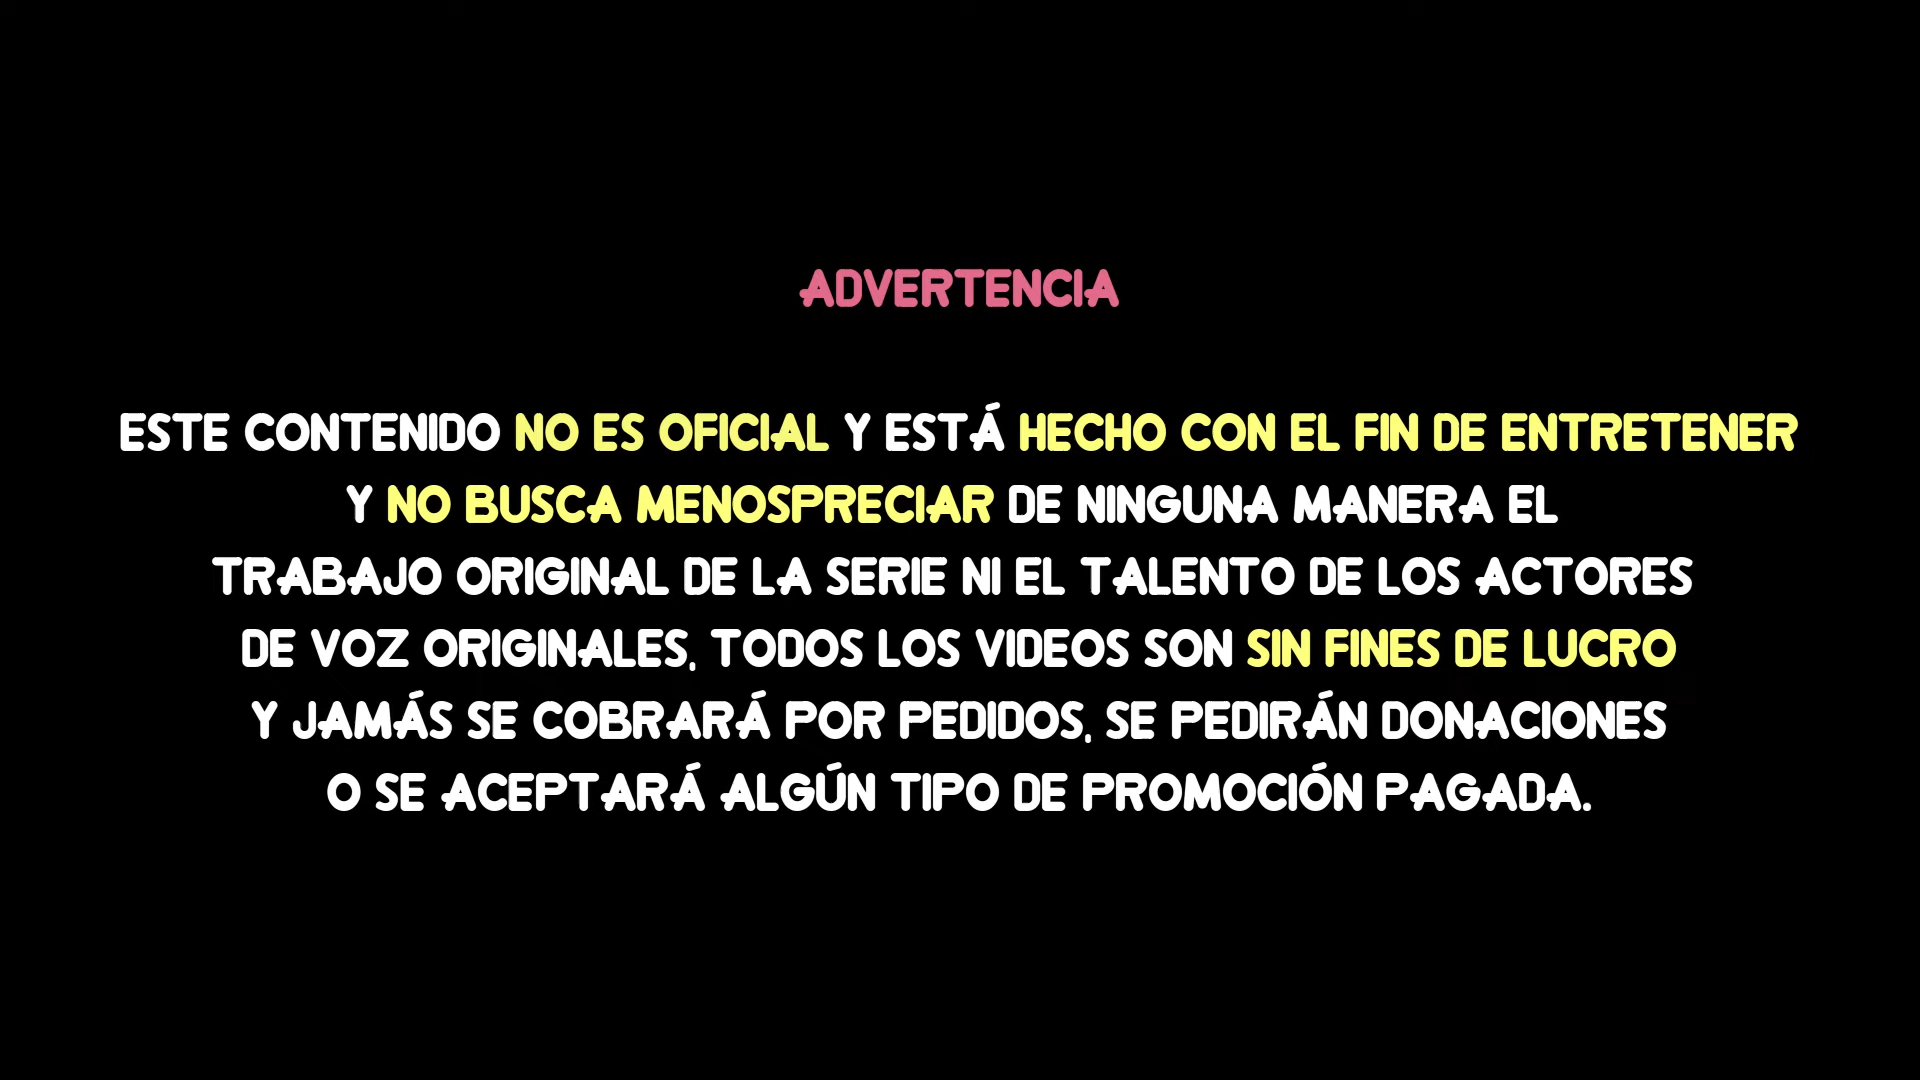 ADVERTENCIA
ESTE CONTENIDO NO ES OFICIAL Y ESTÁ HECHO CON EL FIN DE ENTRETENER
Y NO BUSCA MENOSPRECIAR DE NINGUNA MANERA EL
TRABAJO ORIGINAL DE LA SERIE NI EL TALENTO DE LOS ACTORES
DE VOZ ORIGINALES, TODOS LOS VIDEOS SON SIN FINES DE LUCRO
Y JAMÁS SE COBRARÁ POR PEDIDOS, SE PEDIRÁN DONACIONES
O SE ACEPTARÁ ALGÚN TIPO DE PROMOCIÓN PAGADA.